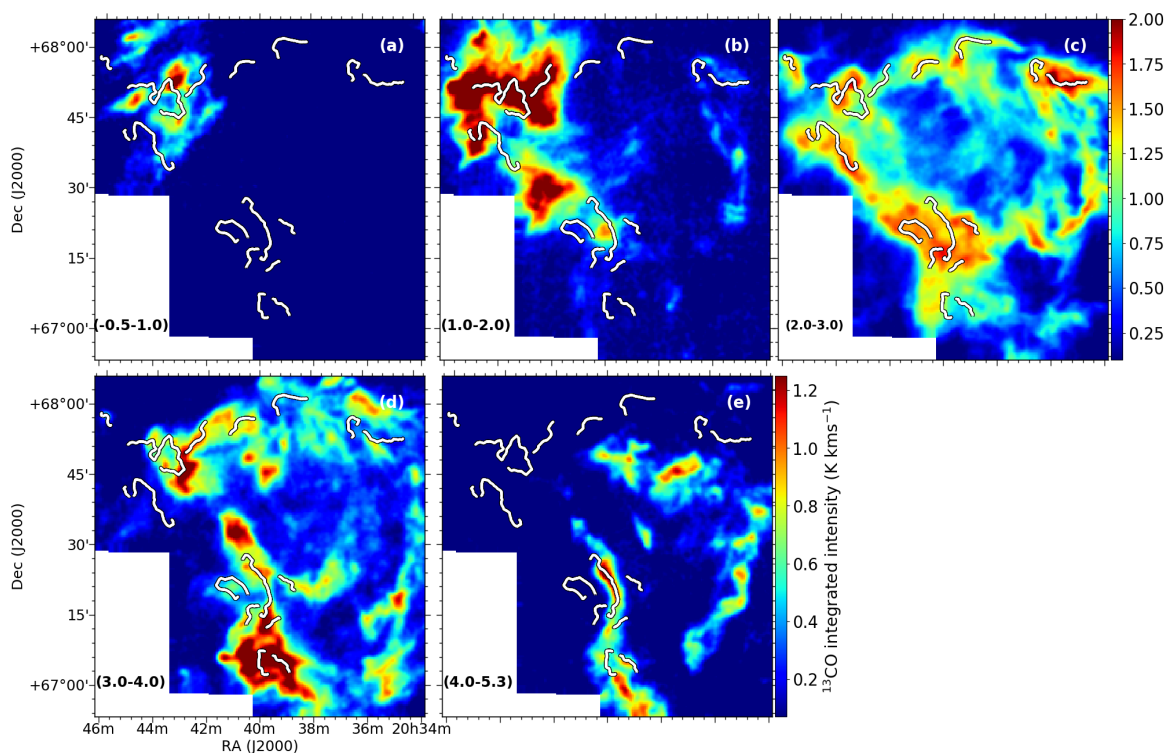 (a)
(b)
(c)
+68°00'
45'
30'
15'
+67°00'
Dec (J2000)
(-0.5-1.0)
(1.0-2.0)
(2.0-3.0)
2.00
1.75
1.50
1.25
1.00
0.75
0.50
0.25
(d)
(e)
+68°00'
45'
30'
15'
+67°00'
Dec (J2000)
(3.0-4.0)
(4.0-5.3)
1.2
1.0
0.8
0.6
0.4
0.2
¹³CO integrated intensity (K kms⁻¹)
46m 44m 42m 40m 38m 36m 20h34m
RA (J2000)